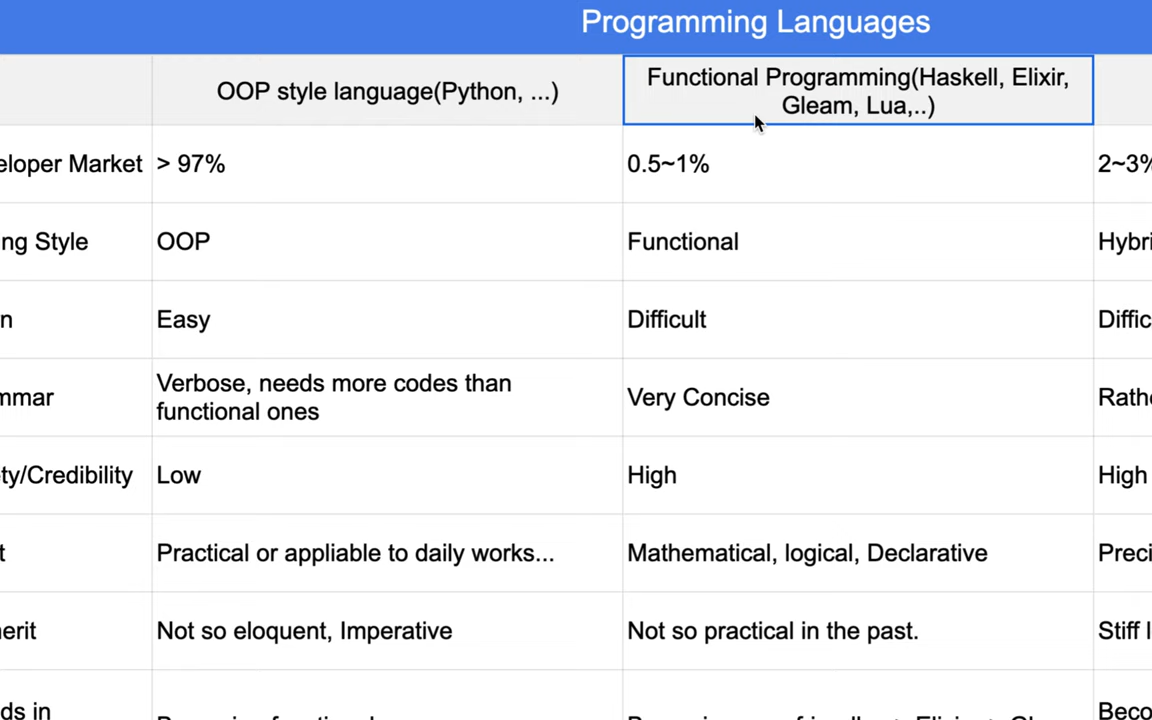 Programming Languages
OOP style language(Python, ...)
Functional Programming(Haskell, Elixir,
Gleam, Lua,..)
eloper Market > 97% 0.5~1% 2~3%
ng Style OOP Functional Hybri
n Easy Difficult Diffic
mmar
Verbose, needs more codes than
functional ones
Very Concise Rathe
ty/Credibility Low High High
t Practical or appliable to daily works... Mathematical, logical, Declarative Preci
erit Not so eloquent, Imperative Not so practical in the past. Stiff l
ds in
Beco